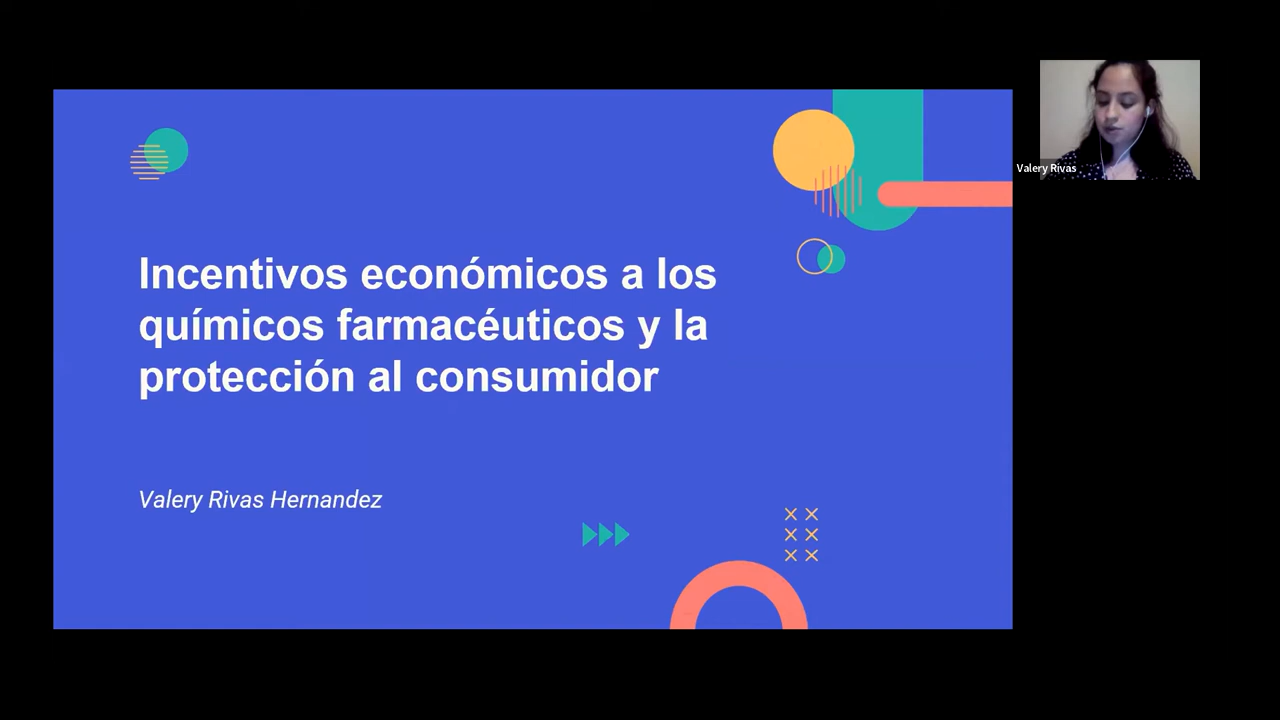 Incentivos económicos a los
químicos farmacéuticos y la
protección al consumidor
Valery Rivas Hernandez
Valery Rivas